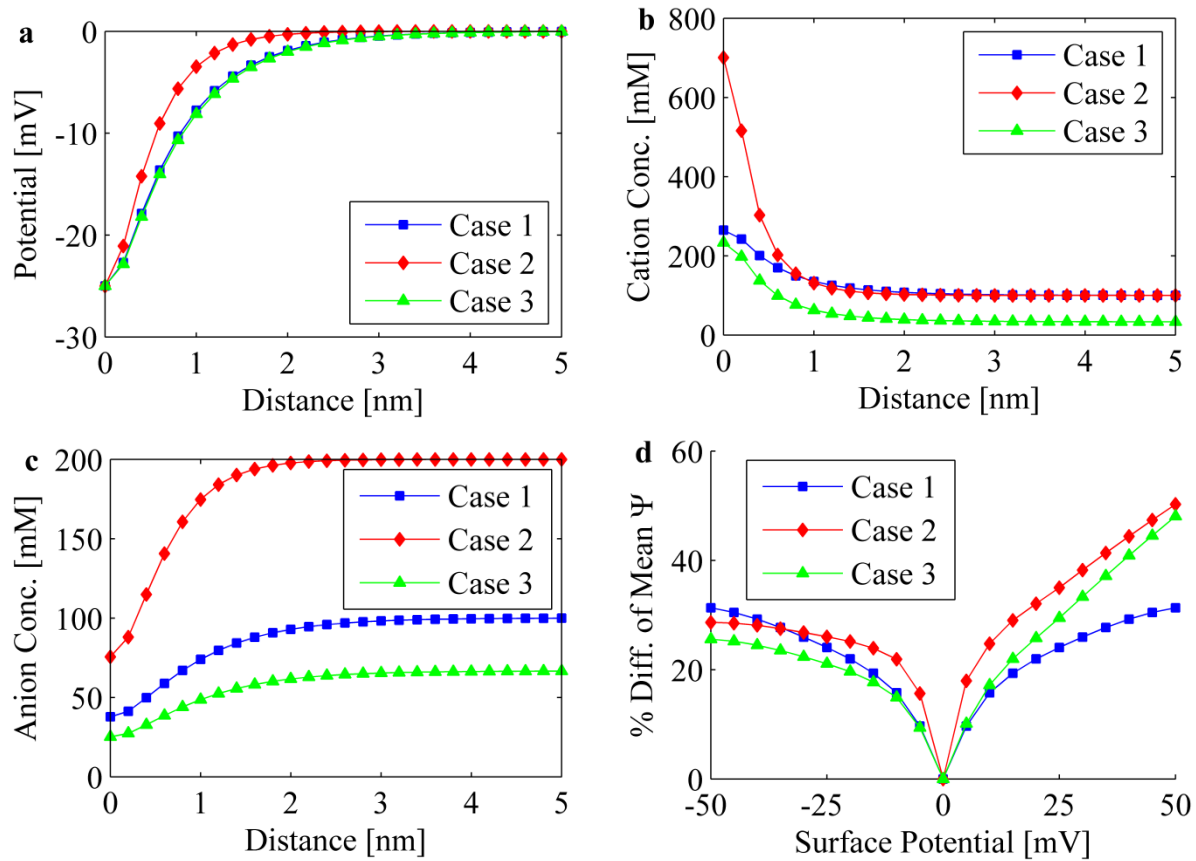 a
0
-10
-20
-30
Potential [mV]
Case 1
Case 2
Case 3
0 1 2 3 4 5
Distance [nm]
b
800
600
400
200
0
Cation Conc. [mM]
Case 1
Case 2
Case 3
0 1 2 3 4 5
Distance [nm]
c
200
150
100
50
0
Anion Conc. [mM]
Case 1
Case 2
Case 3
0 1 2 3 4 5
Distance [nm]
d
60
40
20
0
% Diff. of Mean Ψ
Case 1
Case 2
Case 3
-50 -25 0 25 50
Surface Potential [mV]